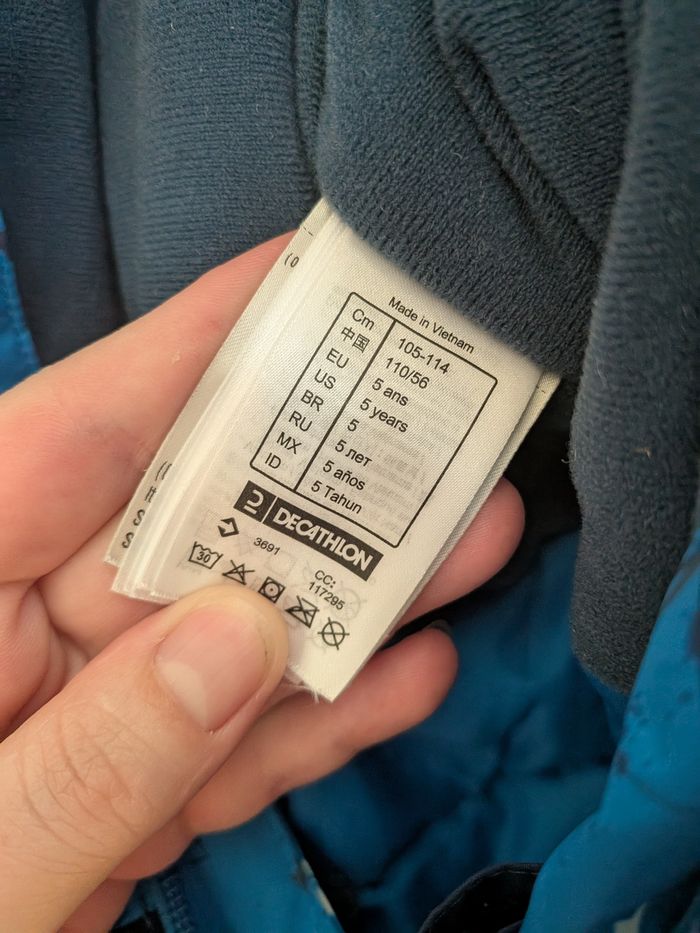 Made in Vietnam
Cm 105-114
中国 110/56
EU 5 ans
US 5 years
BR 5
RU 5 лет
MX 5 años
ID 5 Tahun
DECATHLON
3691
CC:
117295
30